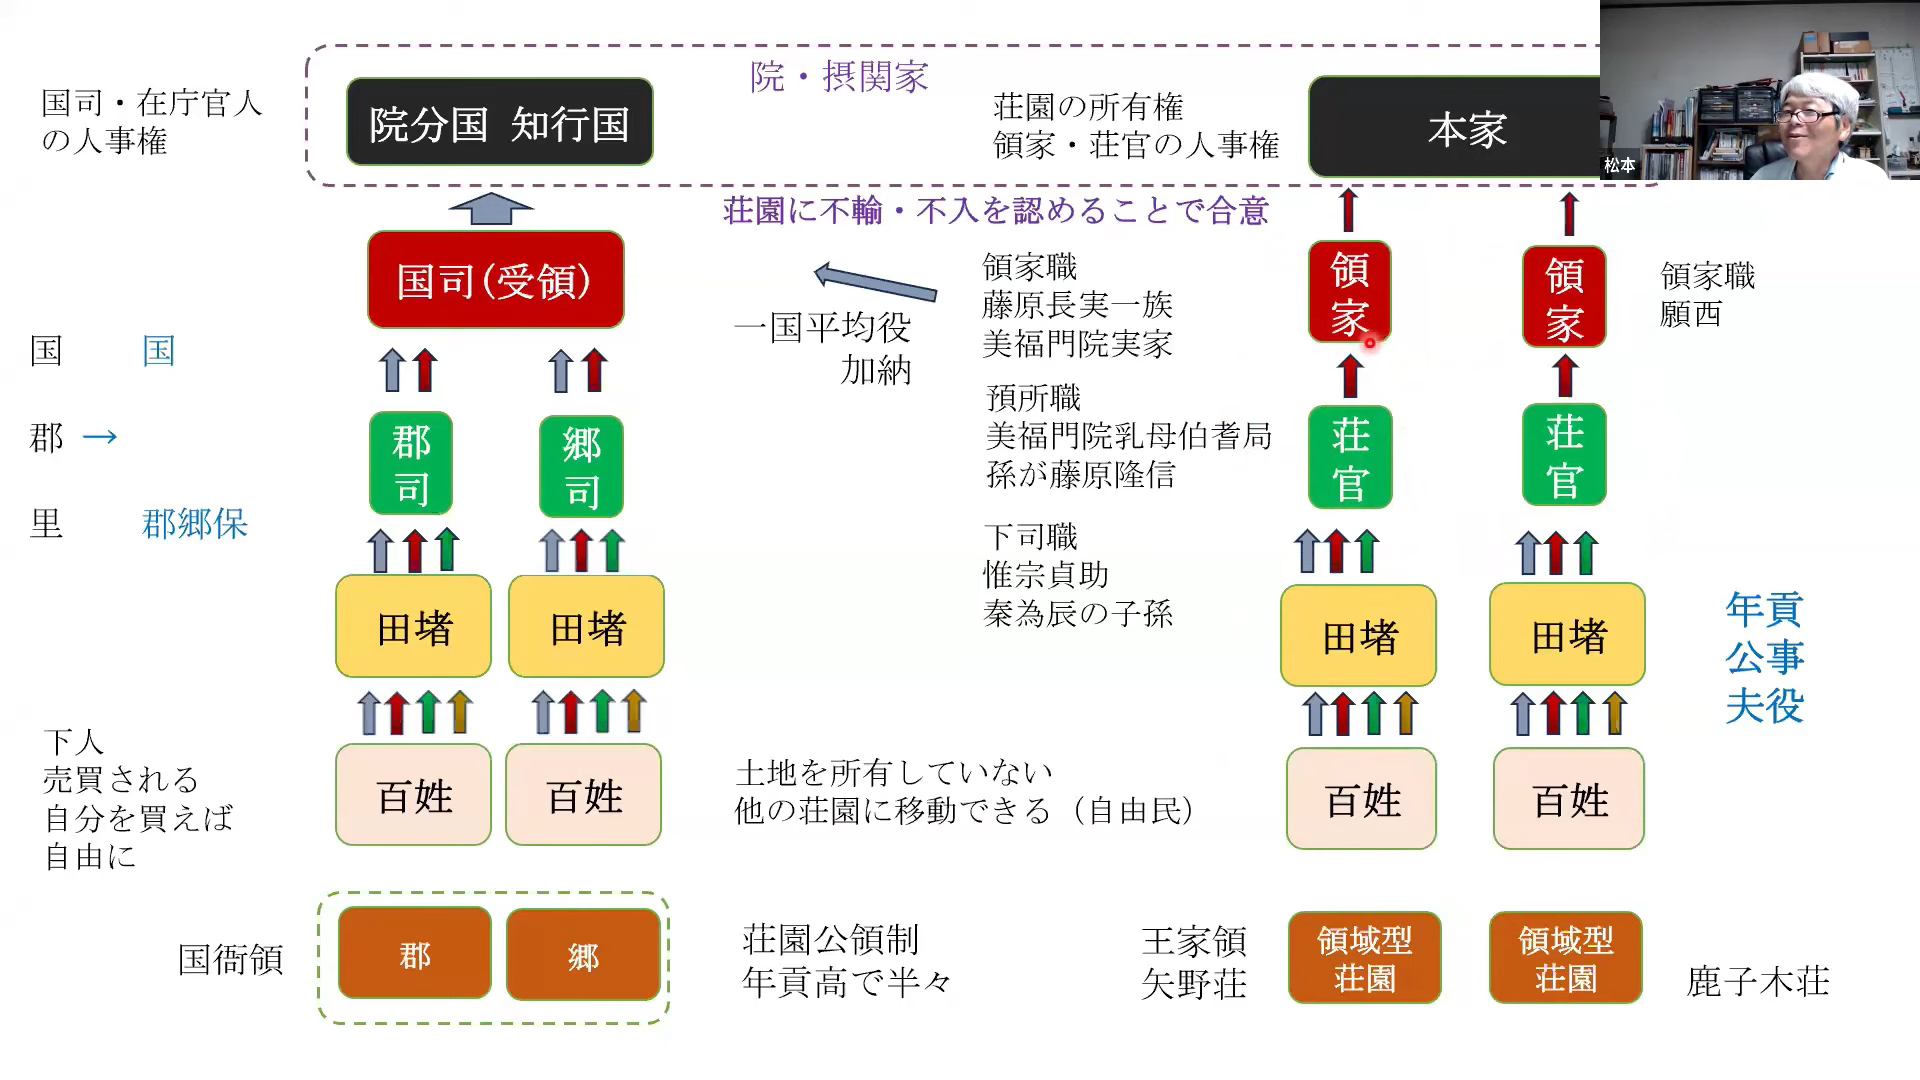 国司・在庁官人
の人事権
院分国 知行国
院・摂関家
荘園の所有権
領家・荘官の人事権
本家
松本
荘園に不輸・不入を認めることで合意
国司(受領)
一国平均役
加納
領家職
藤原長実一族
美福門院実家
領家
領家
領家職
願西
国 国
郡 →
里 郡郷保
郡司
郷司
預所職
美福門院乳母伯耆局
孫が藤原隆信
荘官
荘官
下司職
惟宗貞助
秦為辰の子孫
田堵
田堵
田堵
田堵
年貢
公事
夫役
下人
売買される
自分を買えば
自由に
百姓
百姓
土地を所有していない
他の荘園に移動できる（自由民）
百姓
百姓
国衙領
郡
郷
荘園公領制
年貢高で半々
王家領
矢野荘
領域型
荘園
領域型
荘園
鹿子木荘